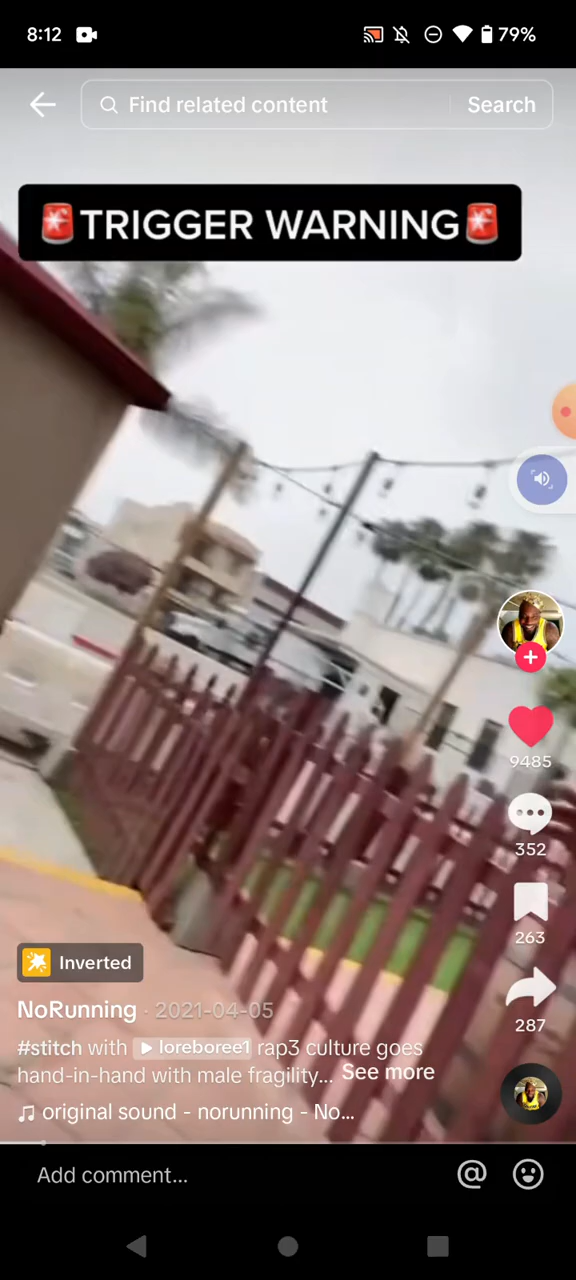 8:12
79%
Find related content
Search
🚨TRIGGER WARNING🚨
9485
352
263
287
Inverted
NoRunning · 2021-04-05
#stitch with ▶ loreboree1 rap3 culture goes
hand-in-hand with male fragility... See more
♫ original sound - norunning - No...
Add comment...
@